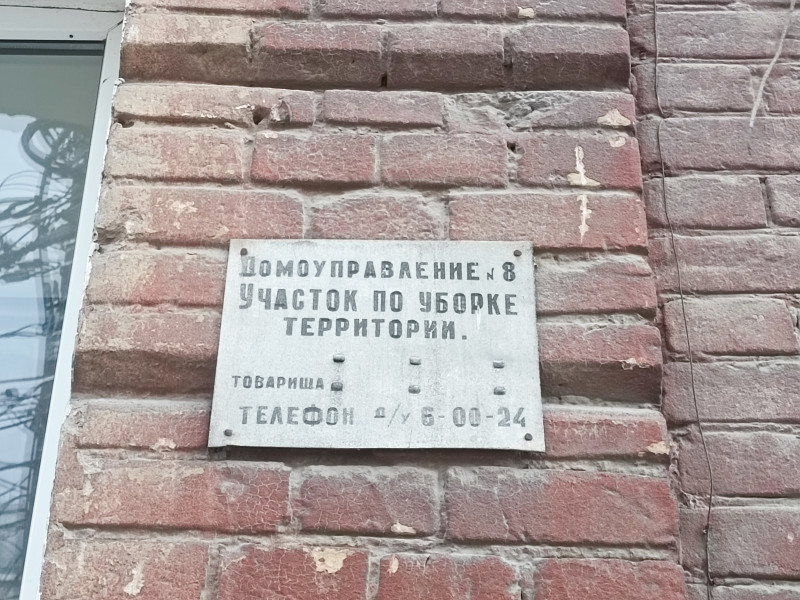 Домоуправление № 8
Участок по уборке
территории.
товарища
Телефон д/у 6-00-24